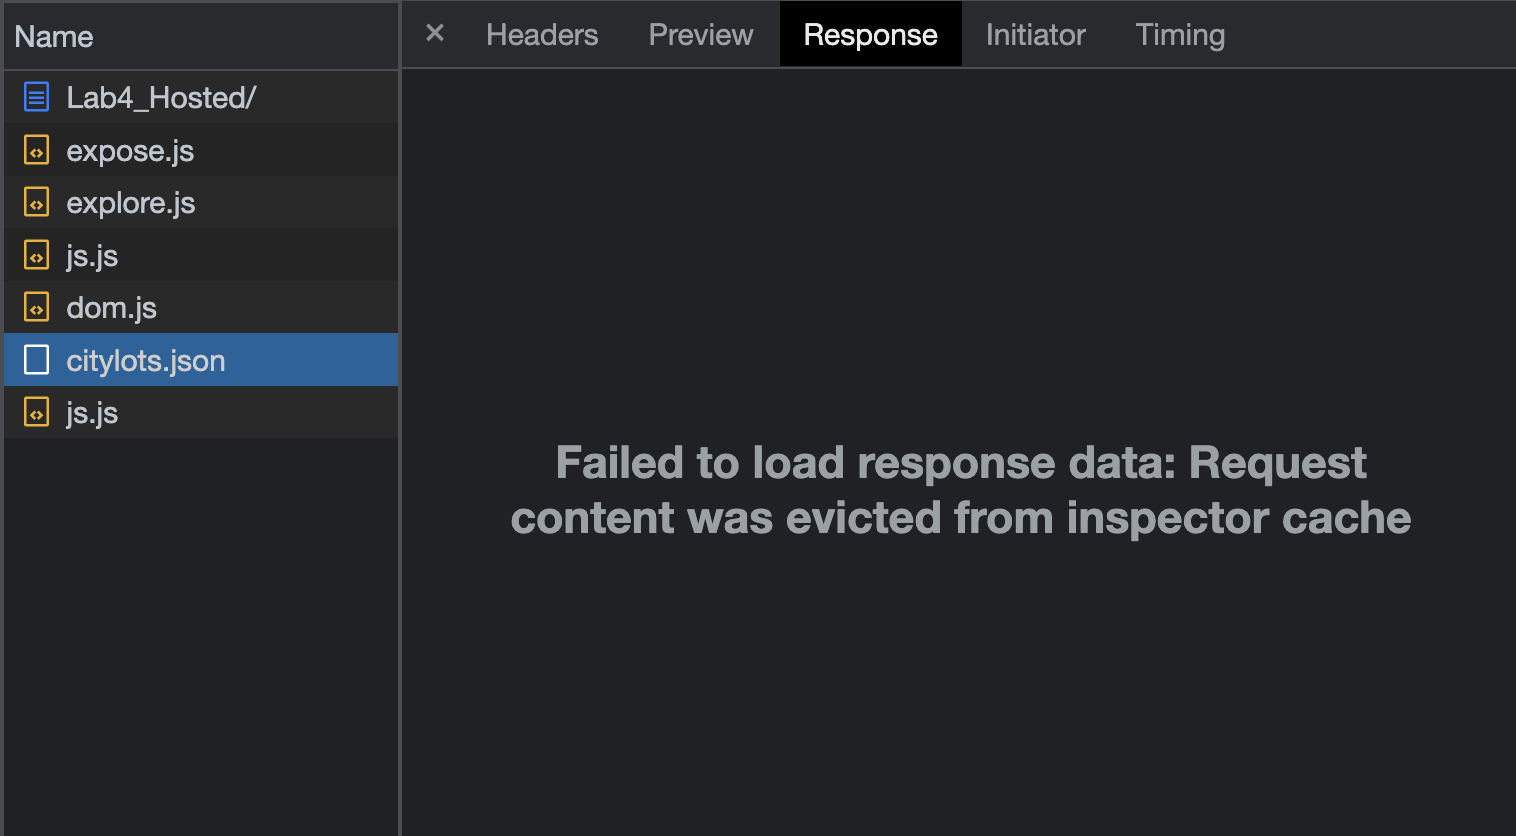 Name
× Headers Preview Response Initiator Timing
Lab4_Hosted/
expose.js
explore.js
js.js
dom.js
citylots.json
js.js
Failed to load response data: Request
content was evicted from inspector cache